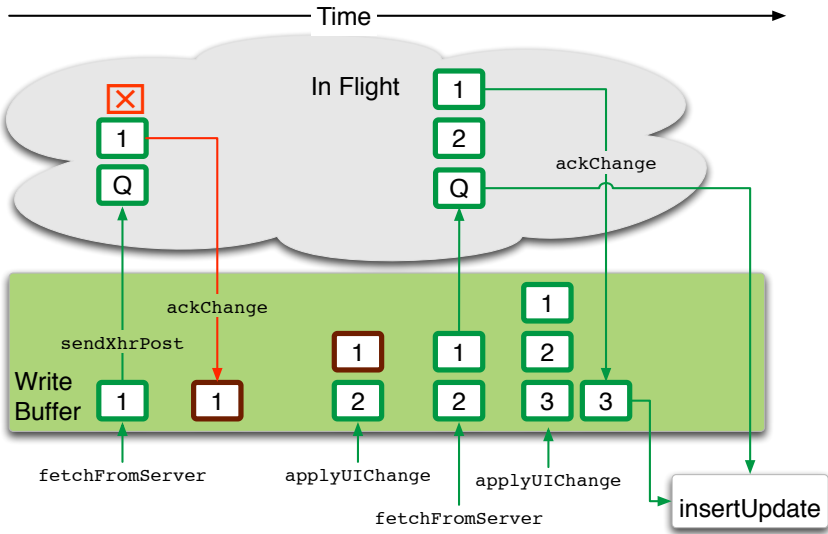 Time
In Flight
1
1
2
Q
Q
ackChange
ackChange
sendXhrPost
1
1
1
2
Write
Buffer
1
1
2
2
3
3
fetchFromServer
applyUIChange
applyUIChange
fetchFromServer
insertUpdate